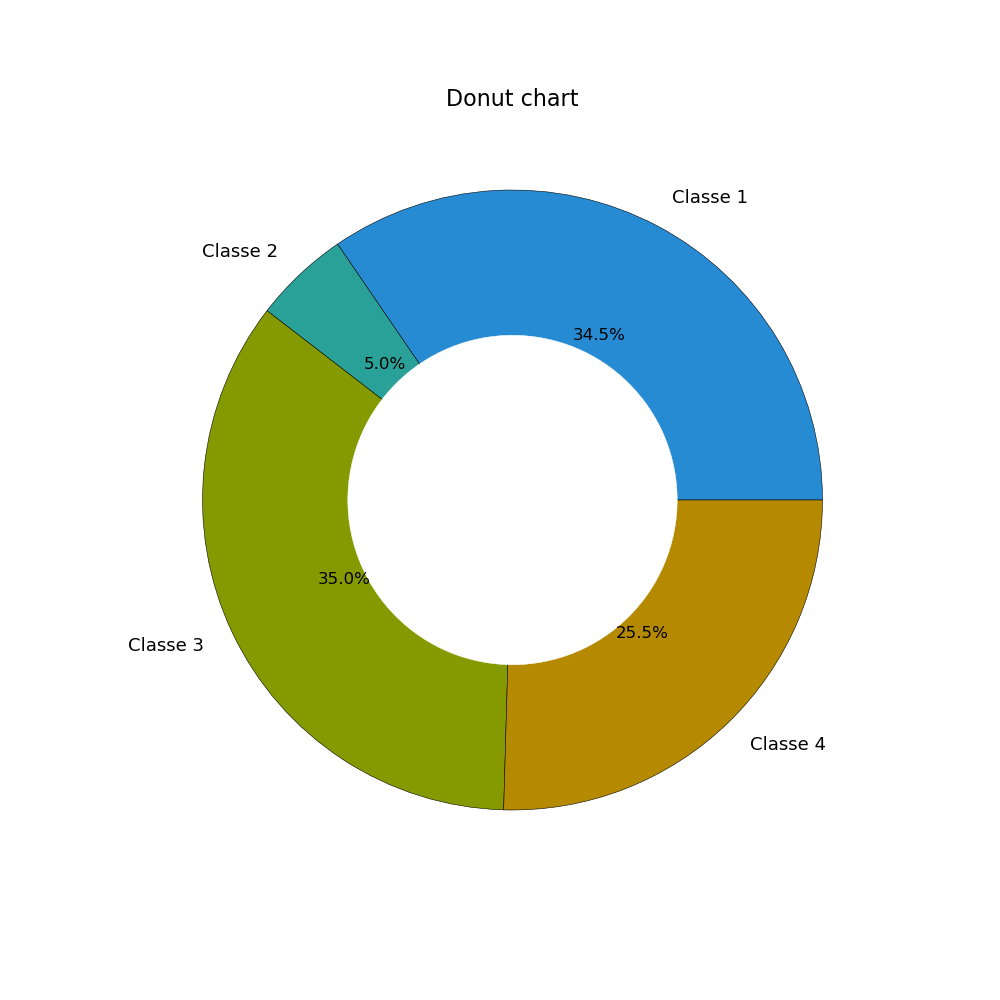 Donut chart
Classe 1
Classe 2
34.5%
5.0%
35.0%
25.5%
Classe 3
Classe 4